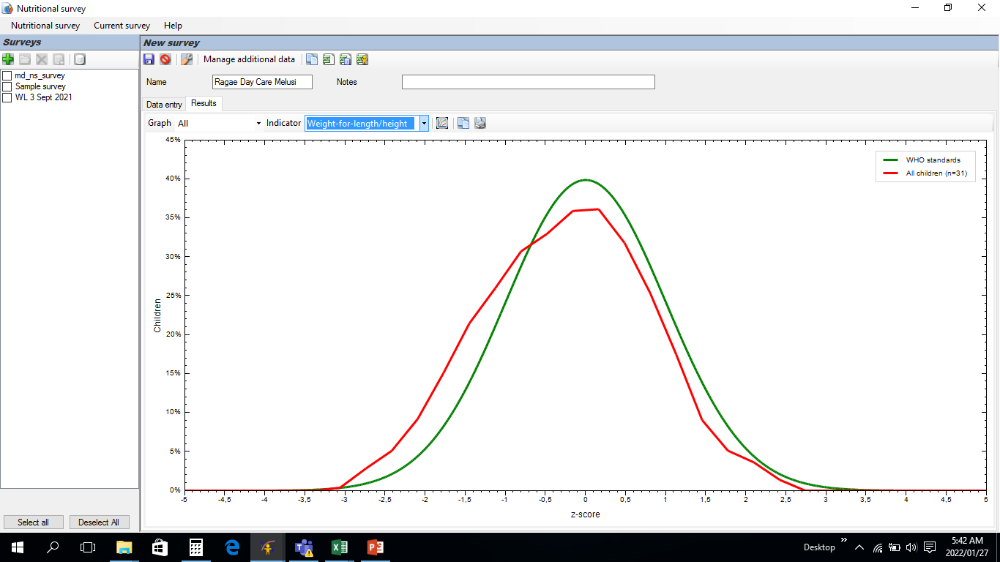 Nutritional survey
Nutritional survey Current survey Help
Surveys
New survey
Manage additional data
md_ns_survey
Sample survey
WL 3 Sept 2021
Name Ragae Day Care Melusi Notes
Data entry Results
Graph All Indicator Weight-for-length/height
45%
40%
35%
30%
25%
20%
15%
10%
5%
0%
Children
WHO standards
All children (n=31)
-5 -4,5 -4 -3,5 -3 -2,5 -2 -1,5 -1 -0,5 0 0,5 1 1,5 2 2,5 3 3,5 4 4,5 5
z-score
Select all Deselect All
Desktop
5:42 AM
2022/01/27